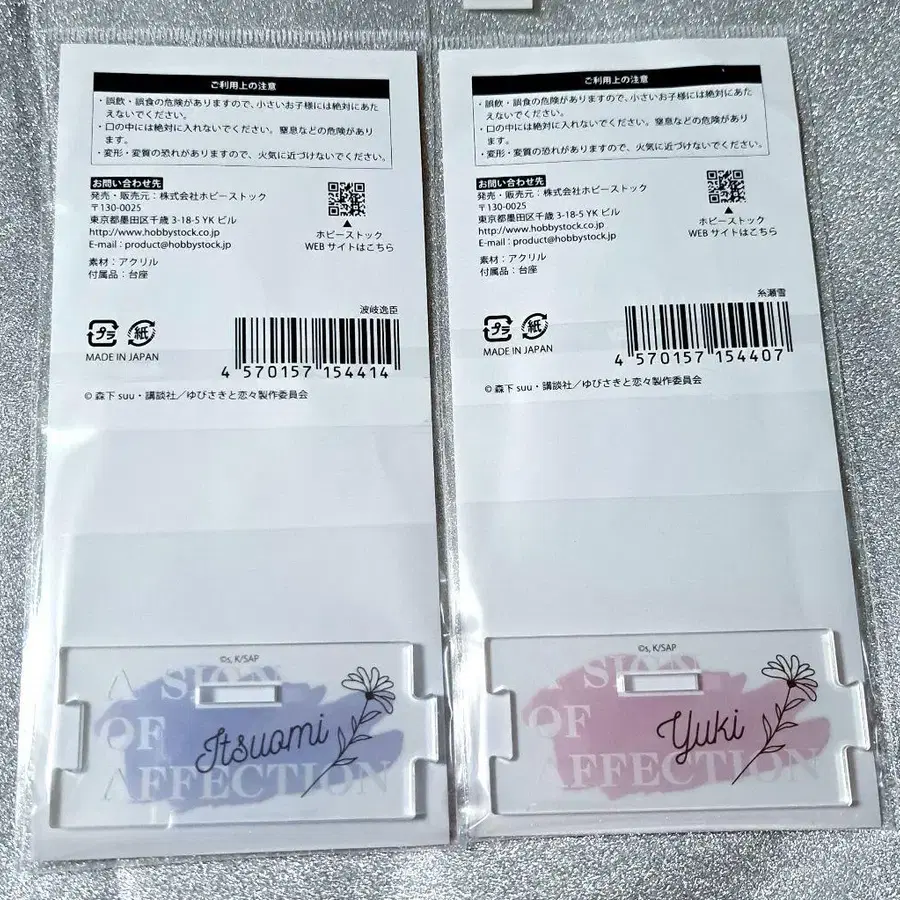 ご利用上の注意
・誤飲・誤食の危険がありますので、小さいお子様には絶対にあた
えないでください。
・口の中には絶対に入れないでください。窒息などの危険があり
ます。
・変形・変質の恐れがありますので、火気に近づけないでください。
お問い合わせ先
発売・販売元：株式会社ホビーストック
〒130-0025
東京都墨田区千歳 3-18-5 YK ビル
http://www.hobbystock.co.jp
E-mail：product@hobbystock.jp
▲
ホビーストック
WEB サイトはこちら
素材：アクリル
付属品：台座
波岐逸臣
プラ
紙
MADE IN JAPAN
4 570157 154414
© 森下 suu・講談社／ゆびさきと恋々製作委員会
©s, K/SAP
A SIGN
OF
AFFECTION
Itsuomi
ご利用上の注意
・誤飲・誤食の危険がありますので、小さいお子様には絶対にあた
えないでください。
・口の中には絶対に入れないでください。窒息などの危険があり
ます。
・変形・変質の恐れがありますので、火気に近づけないでください。
お問い合わせ先
発売・販売元：株式会社ホビーストック
〒130-0025
東京都墨田区千歳 3-18-5 YK ビル
http://www.hobbystock.co.jp
E-mail：product@hobbystock.jp
▲
ホビーストック
WEB サイトはこちら
素材：アクリル
付属品：台座
糸瀬雪
プラ
紙
MADE IN JAPAN
4 570157 154407
© 森下 suu・講談社／ゆびさきと恋々製作委員会
©s, K/SAP
A SIGN
OF
AFFECTION
Yuki